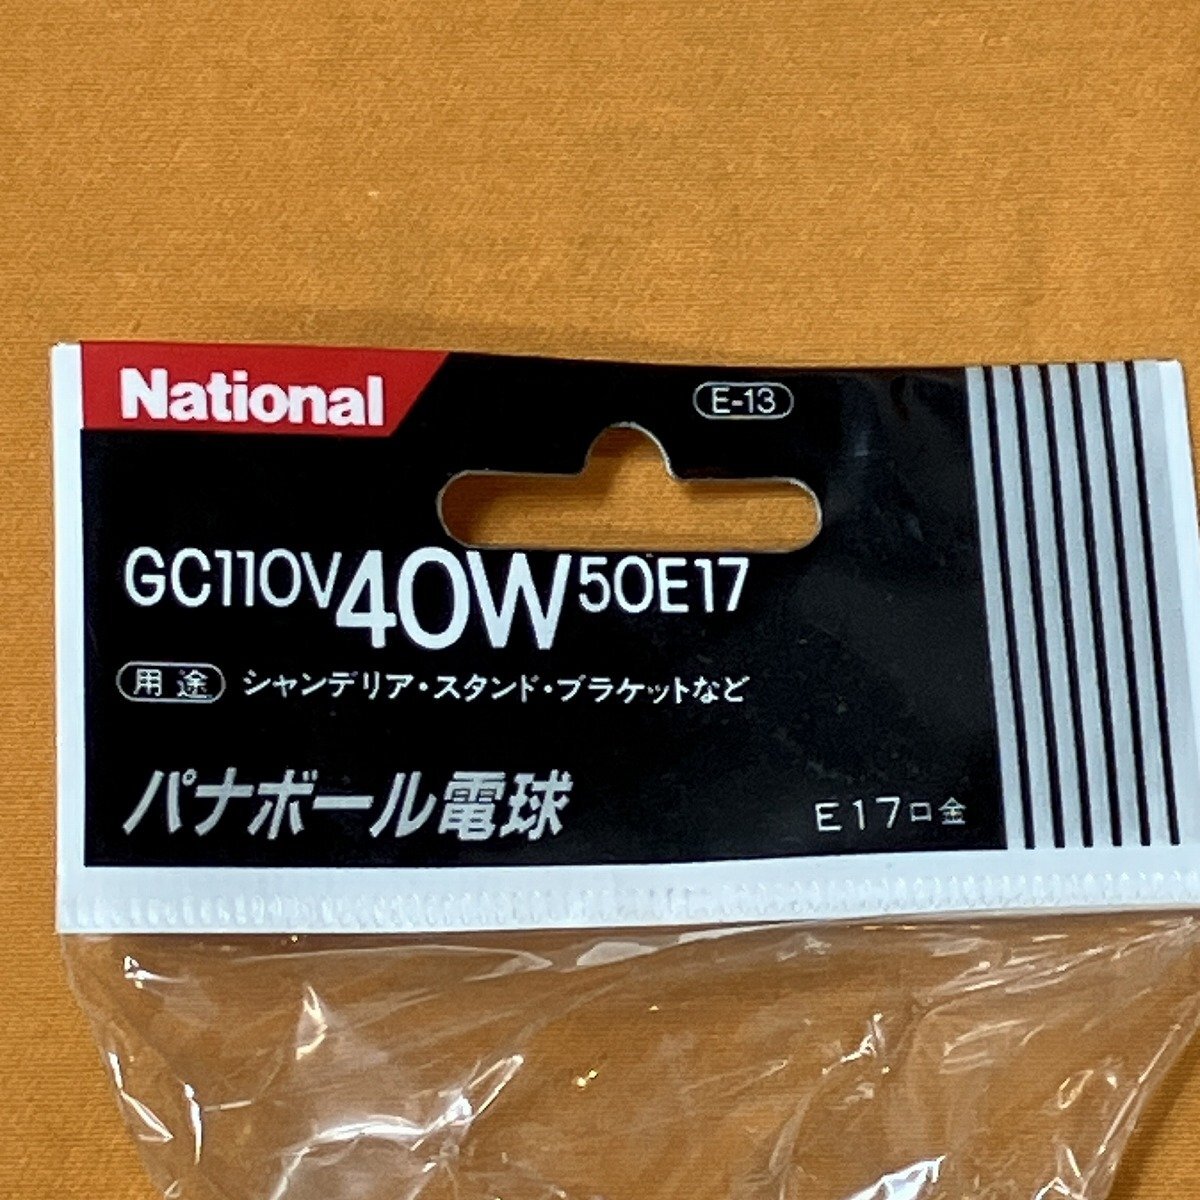 National
E-13
GC110V40W50E17
用途 シャンデリア・スタンド・ブラケットなど
パナボール電球
E17口金